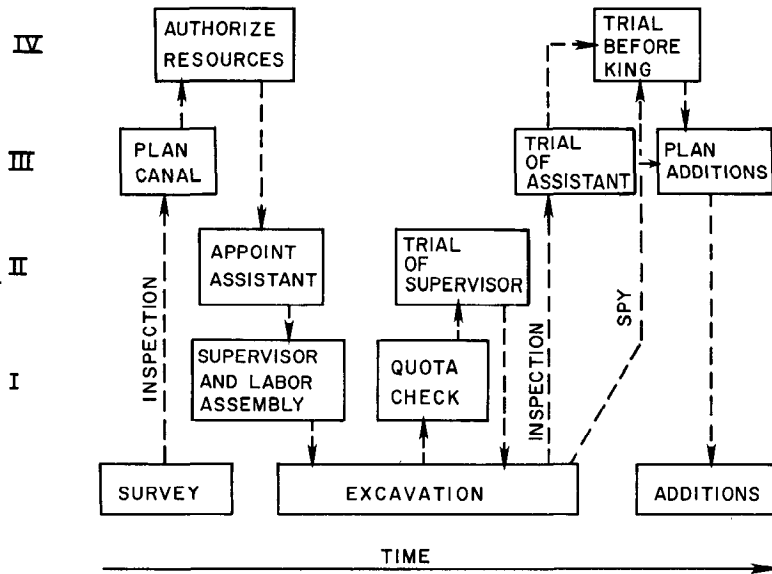 IV
AUTHORIZE
RESOURCES
TRIAL
BEFORE
KING
III
PLAN
CANAL
TRIAL
OF
ASSISTANT
PLAN
ADDITIONS
II
APPOINT
ASSISTANT
TRIAL
OF
SUPERVISOR
INSPECTION
SPY
I
SUPERVISOR
AND LABOR
ASSEMBLY
QUOTA
CHECK
INSPECTION
SURVEY
EXCAVATION
ADDITIONS
TIME